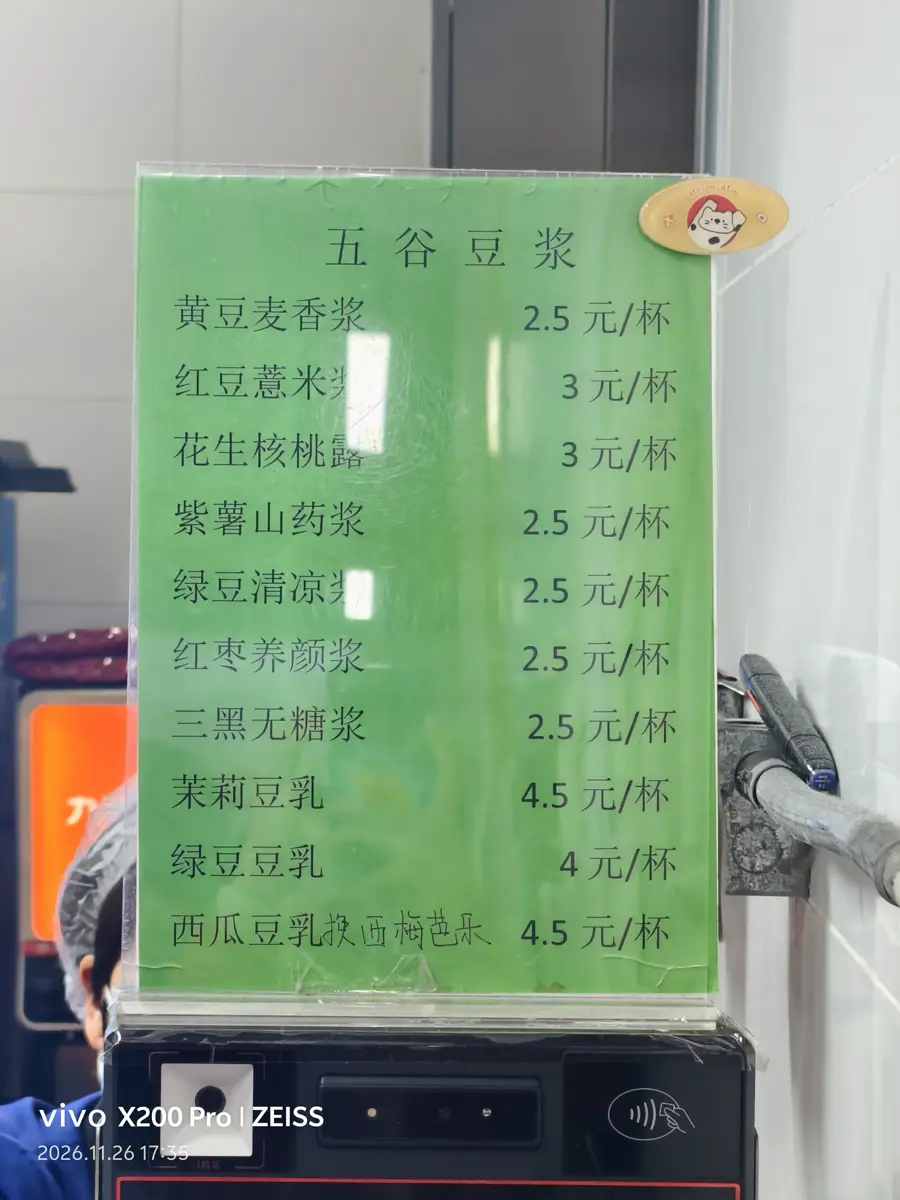 五谷豆浆
黄豆麦香浆 2.5 元/杯
红豆薏米浆 3 元/杯
花生核桃露 3 元/杯
紫薯山药浆 2.5 元/杯
绿豆清凉浆 2.5 元/杯
红枣养颜浆 2.5 元/杯
三黑无糖浆 2.5 元/杯
茉莉豆乳 4.5 元/杯
绿豆豆乳 4 元/杯
西瓜豆乳换西梅芭乐 4.5 元/杯
vivo X200 Pro | ZEISS
2026.11.26 17:35